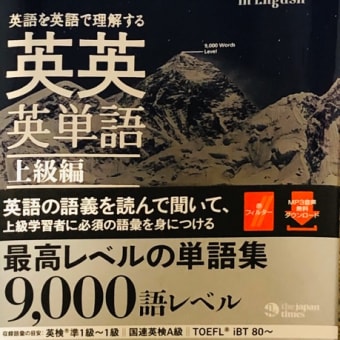 in English
英語を英語で理解する
英英
英単語
上級編
9,000 Words
Level
英語の語義を読んで聞いて、
上級学習者に必須の語彙を身につける
赤
フィルター
MP3音声
無料
ダウンロード
最高レベルの単語集
9,000語レベル
the japan
times
収録語彙の目安: 英検®準1級~1級 国連英検A級 TOEFL® iBT 80~